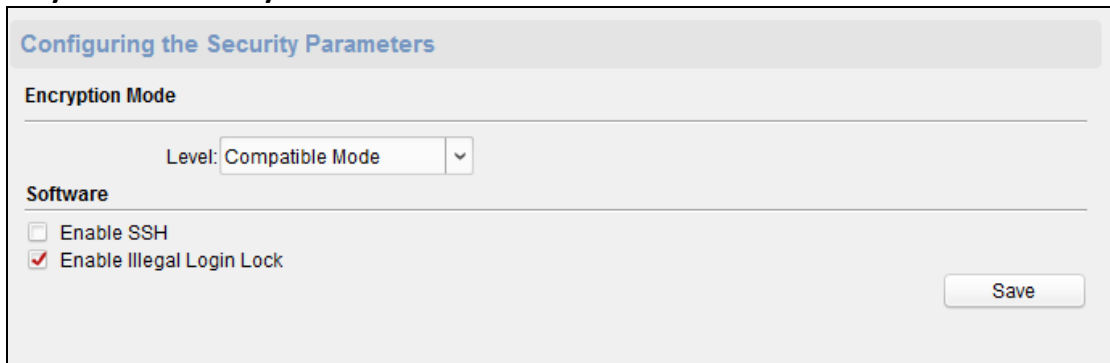 Configuring the Security Parameters
Encryption Mode
Level: Compatible Mode
Software
Enable SSH
Enable Illegal Login Lock
Save